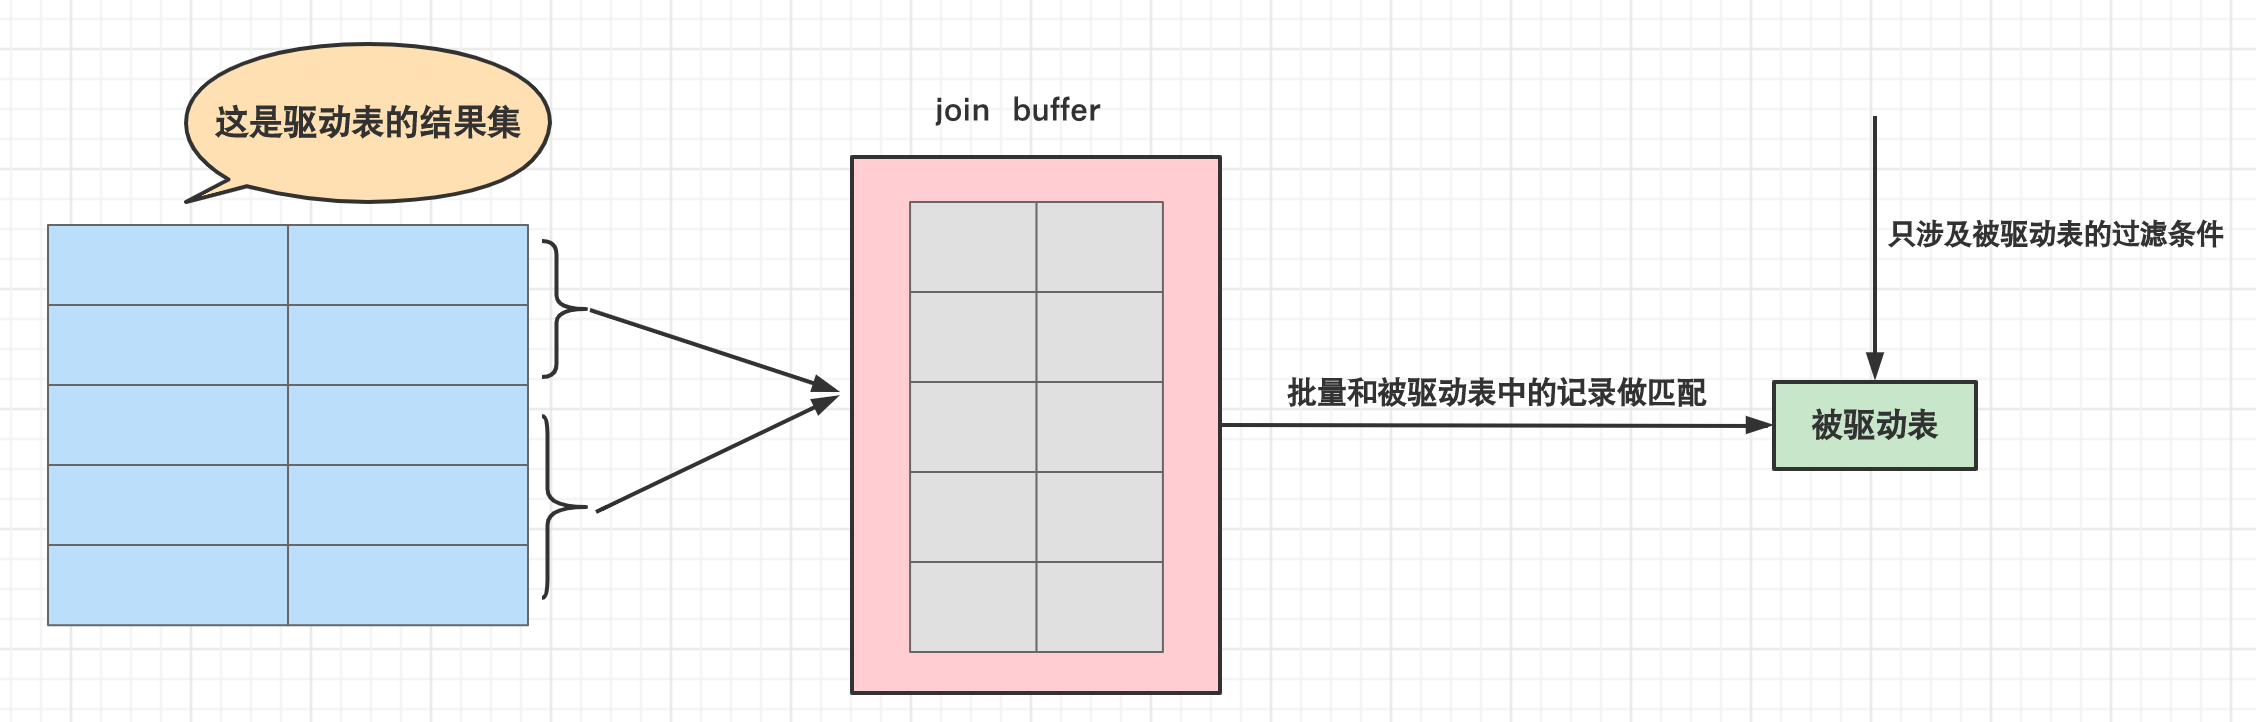 这是驱动表的结果集
join buffer
只涉及被驱动表的过滤条件
批量和被驱动表中的记录做匹配
被驱动表